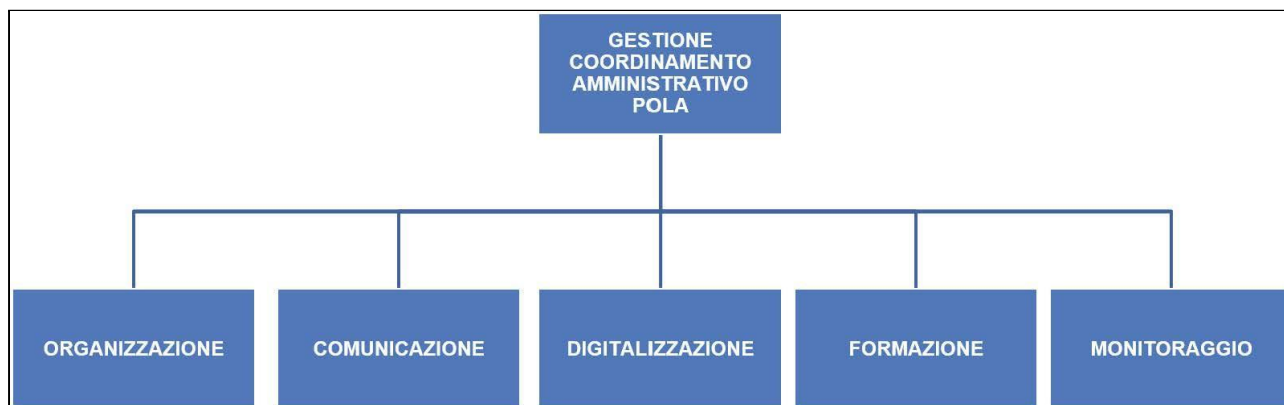 GESTIONE
COORDINAMENTO
AMMINISTRATIVO
POLA
ORGANIZZAZIONE
COMUNICAZIONE
DIGITALIZZAZIONE
FORMAZIONE
MONITORAGGIO